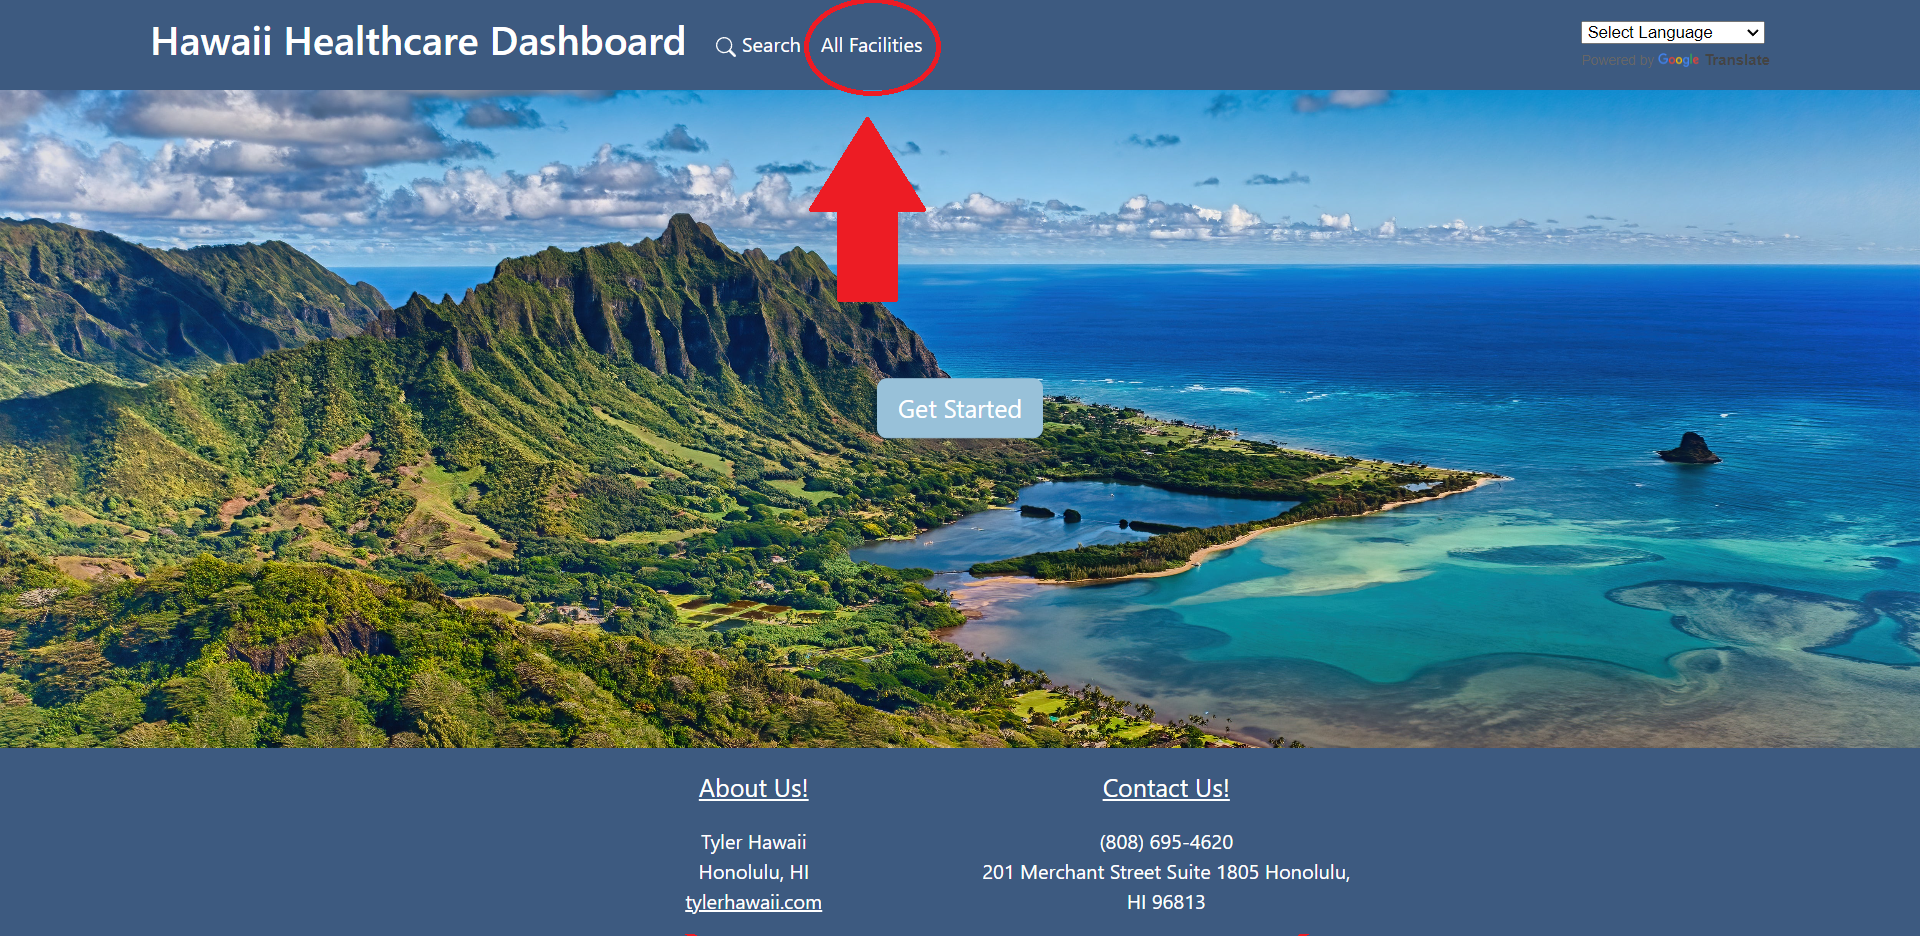 Hawaii Healthcare Dashboard
Search
All Facilities
Select Language
Powered by Google Translate
Get Started
About Us!
Tyler Hawaii
Honolulu, HI
tylerhawaii.com
Contact Us!
(808) 695-4620
201 Merchant Street Suite 1805 Honolulu,
HI 96813